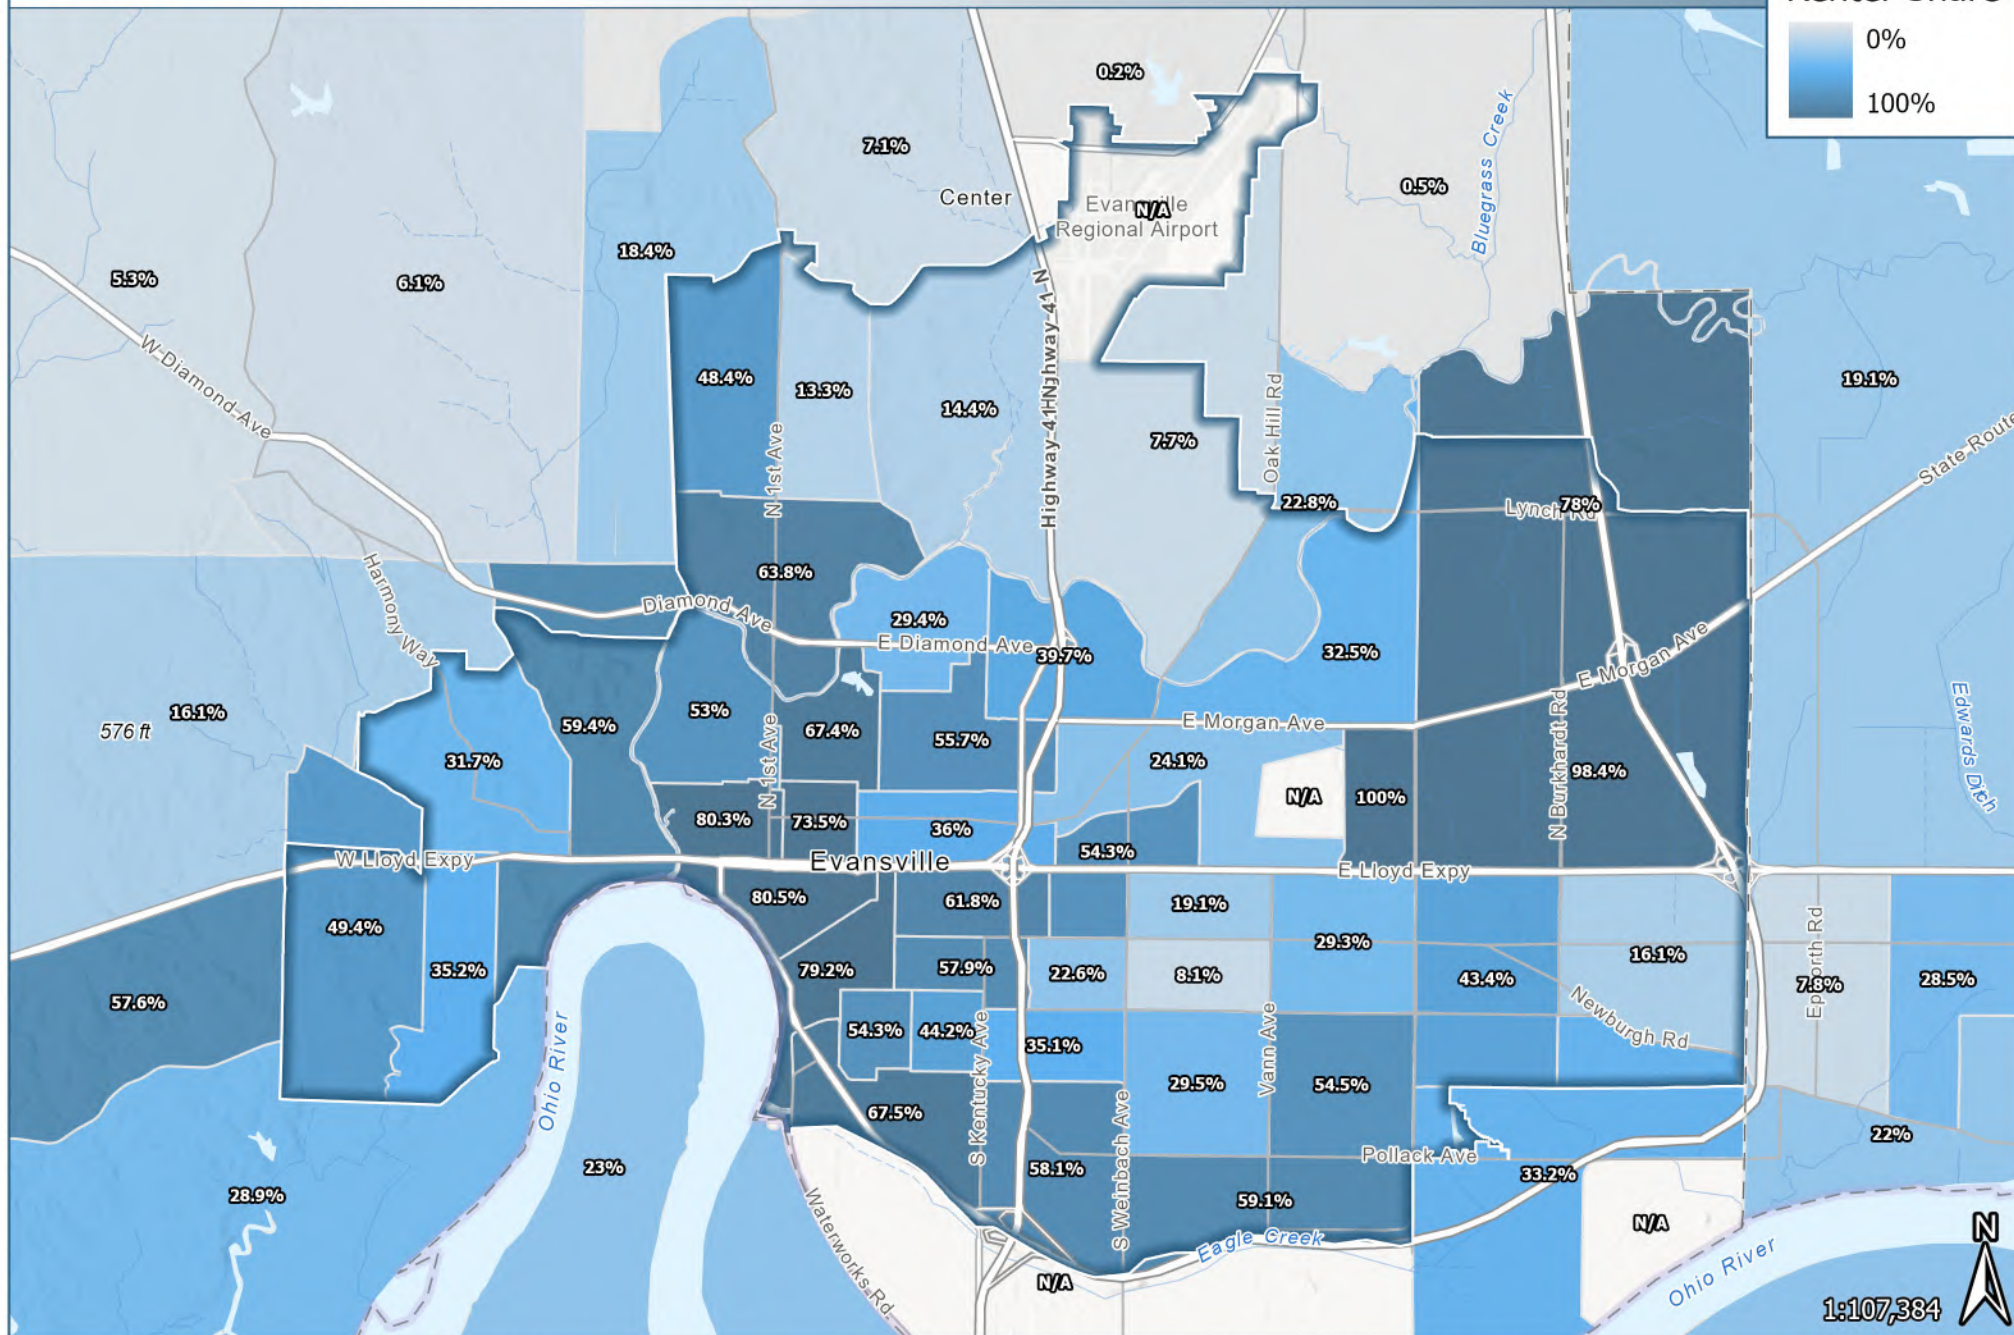 0%
100%
0.2%
7.1%
Center
Evansville
Regional Airport
N/A
0.5%
Bluegrass Creek
18.4%
5.3%
6.1%
W Diamond Ave
48.4%
13.3%
14.4%
N 1st Ave
Highway 41 N
7.7%
Oak Hill Rd
22.8%
19.1%
State Route
78%
Lynch Rd
63.8%
Harmony Way
Diamond Ave
29.4%
E Diamond Ave
39.7%
32.5%
E Morgan Ave
16.1%
576 ft
59.4%
53%
N 1st Ave
67.4%
55.7%
E Morgan Ave
N Burkhardt Rd
Edwards Ditch
31.7%
24.1%
98.4%
N/A
100%
80.3%
73.5%
36%
54.3%
W Lloyd Expy
Evansville
E Lloyd Expy
80.5%
61.8%
19.1%
49.4%
29.3%
35.2%
79.2%
57.9%
22.6%
8.1%
43.4%
16.1%
Epworth Rd
7.8%
28.5%
57.6%
54.3%
44.2%
S Kentucky Ave
35.1%
Vann Ave
Newburgh Rd
Ohio River
29.5%
54.5%
67.5%
S Weinbach Ave
22%
23%
58.1%
Pollack Ave
33.2%
28.9%
59.1%
Waterworks Rd
Eagle Creek
N/A
N/A
Ohio River
N
1:107,384